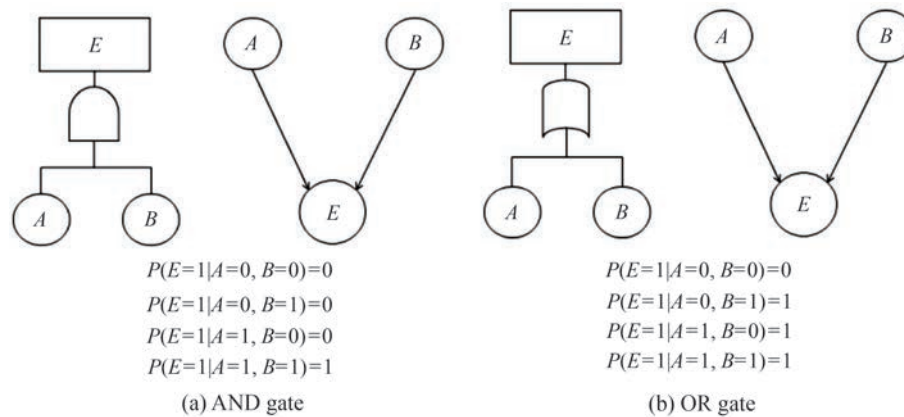 E
A
B
A
B
E
P(E=1|A=0, B=0)=0
P(E=1|A=0, B=1)=0
P(E=1|A=1, B=0)=0
P(E=1|A=1, B=1)=1
(a) AND gate
E
A
B
A
B
E
P(E=1|A=0, B=0)=0
P(E=1|A=0, B=1)=1
P(E=1|A=1, B=0)=1
P(E=1|A=1, B=1)=1
(b) OR gate